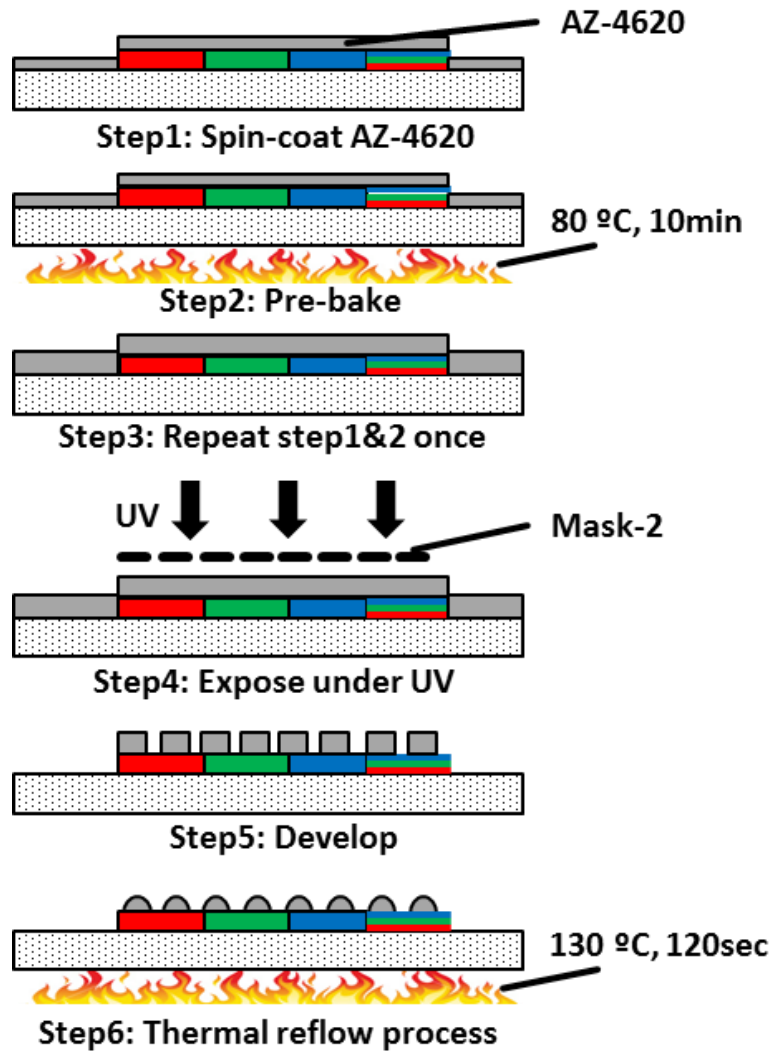 AZ-4620
Step1: Spin-coat AZ-4620
80 ºC, 10min
Step2: Pre-bake
Step3: Repeat step1&2 once
UV
Mask-2
Step4: Expose under UV
Step5: Develop
130 ºC, 120sec
Step6: Thermal reflow process